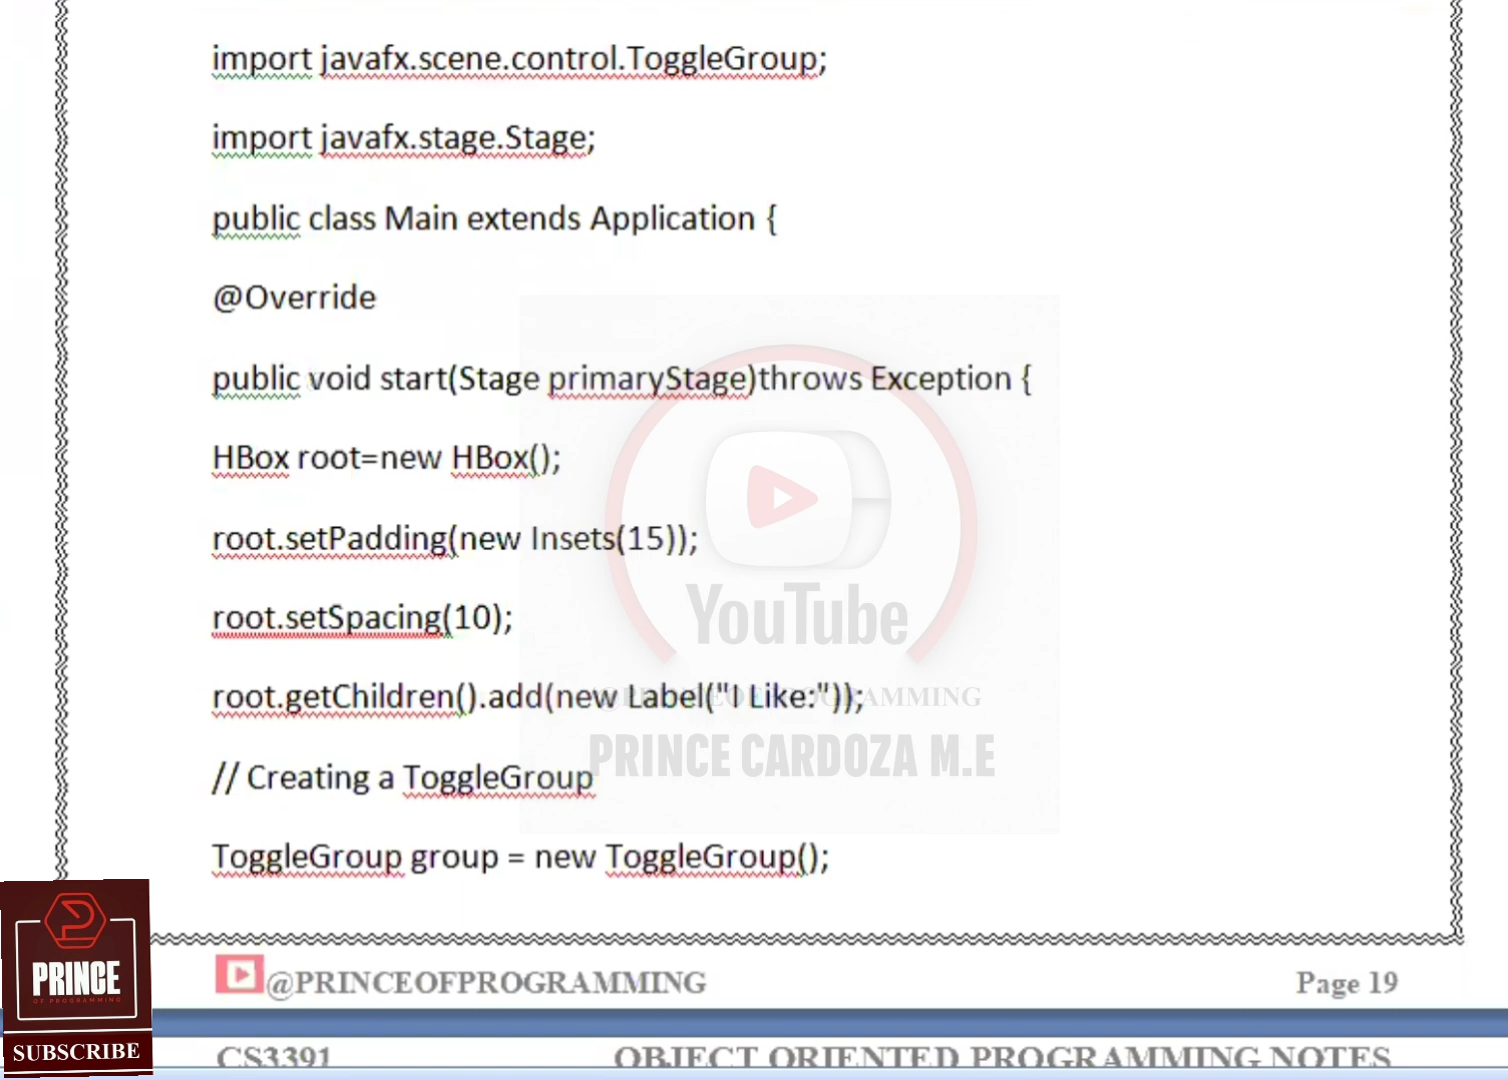 import javafx.scene.control.ToggleGroup;
import javafx.stage.Stage;
public class Main extends Application {
@Override
public void start(Stage primaryStage)throws Exception {
HBox root=new HBox();
root.setPadding(new Insets(15));
root.setSpacing(10);
YouTube
root.getChildren().add(new Label("I Like:"));
@PRINCEOFPROGRAMMING
PRINCE CARDOZA M.E
// Creating a ToggleGroup
ToggleGroup group = new ToggleGroup();
PRINCE
OF PROGRAMMING
SUBSCRIBE
@PRINCEOFPROGRAMMING
Page 19
CS3391
OBJECT ORIENTED PROGRAMMING NOTES